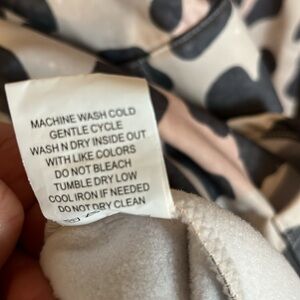 MACHINE WASH COLD
GENTLE CYCLE
WASH N DRY INSIDE OUT
WITH LIKE COLORS
DO NOT BLEACH
TUMBLE DRY LOW
COOL IRON IF NEEDED
DO NOT DRY CLEAN